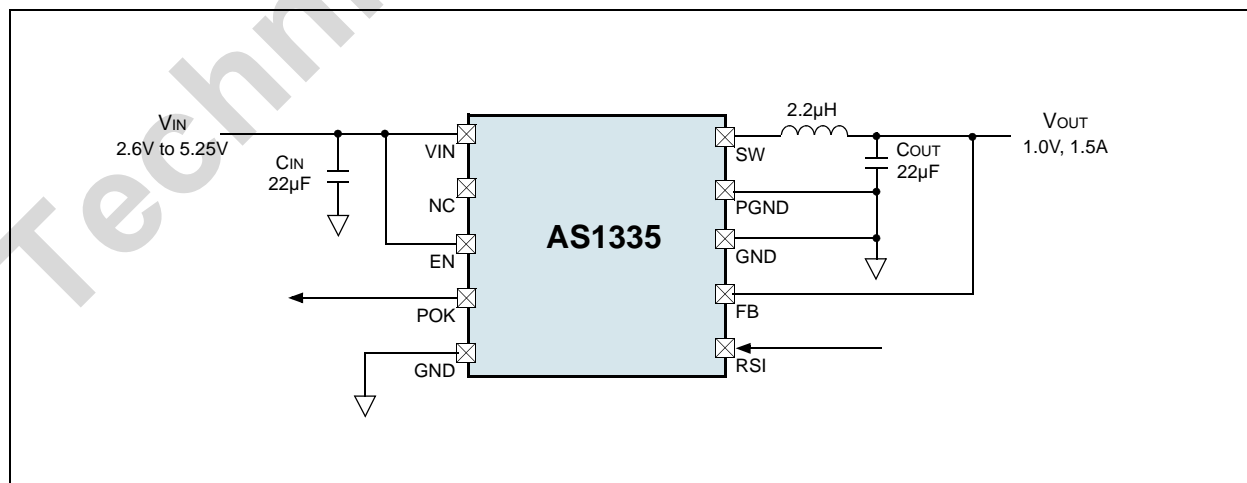 Techni
VIN
2.6V to 5.25V
CIN
22µF
VIN
NC
EN
POK
GND
AS1335
SW
PGND
GND
FB
RSI
2.2µH
COUT
22µF
VOUT
1.0V, 1.5A